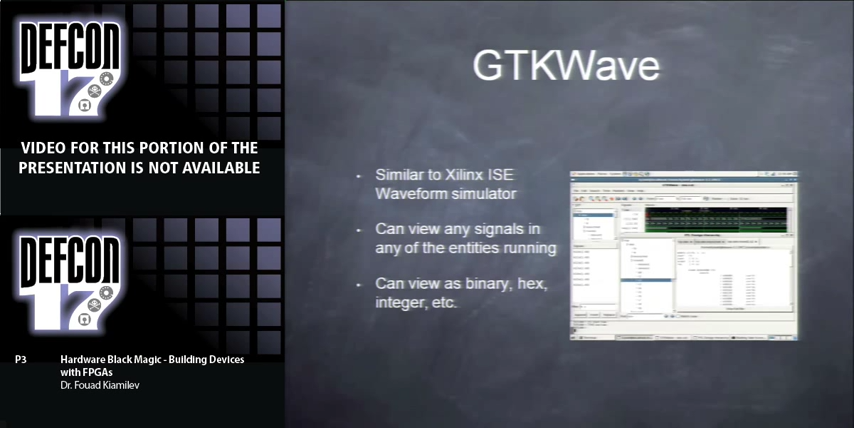 DEFCON
17
VIDEO FOR THIS PORTION OF THE
PRESENTATION IS NOT AVAILABLE
DEFCON
17
P3
Hardware Black Magic - Building Devices
with FPGAs
Dr. Fouad Kiamilev
GTKWave
• Similar to Xilinx ISE
Waveform simulator
• Can view any signals in
any of the entities running
• Can view as binary, hex,
integer, etc.